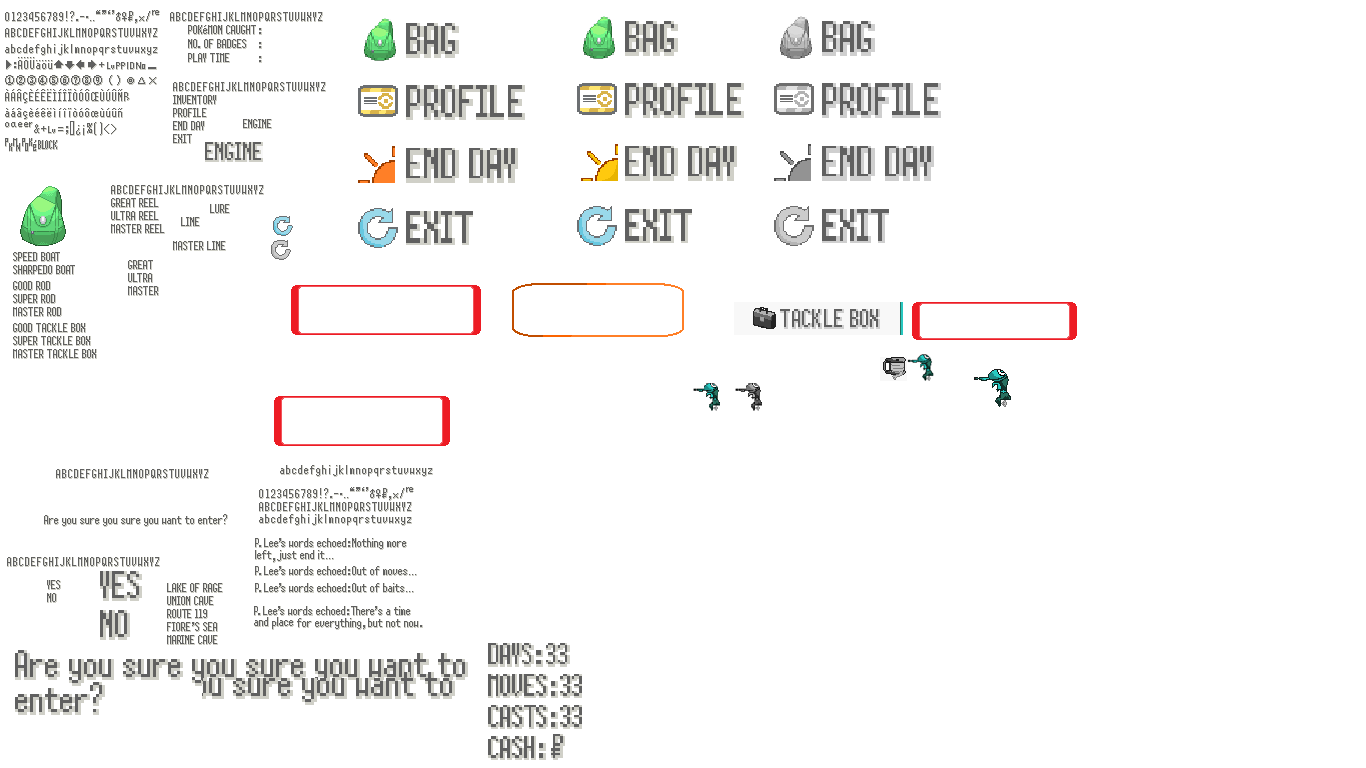 0123456789!?.-·..“”‘’♂♀₽,×/re
ABCDEFGHIJKLMNOPQRSTUVWXYZ
abcdefghijklmnopqrstuvwxyz
:ÄÖÜäöü
+LvPPIDNo
①②③④⑤⑥⑦⑧⑨()◎△×
&+Lv=;[]¿¡%()<>
BLOCK
ABCDEFGHIJKLMNOPQRSTUVWXYZ
POKéMON CAUGHT :
NO. OF BADGES :
PLAY TIME :
ABCDEFGHIJKLMNOPQRSTUVWXYZ
INVENTORY
PROFILE
END DAY
EXIT
ENGINE
ENGINE
BAG
PROFILE
END DAY
EXIT
BAG
PROFILE
END DAY
EXIT
BAG
PROFILE
END DAY
EXIT
ABCDEFGHIJKLMNOPQRSTUVWXYZ
GREAT REEL
ULTRA REEL
MASTER REEL
LURE
LINE
MASTER LINE
GREAT
ULTRA
MASTER
SPEED BOAT
SHARPEDO BOAT
GOOD ROD
SUPER ROD
MASTER ROD
GOOD TACKLE BOX
SUPER TACKLE BOX
MASTER TACKLE BOX
TACKLE BOX
ABCDEFGHIJKLMNOPQRSTUVWXYZ
Are you sure you sure you want to enter?
abcdefghijklmnopqrstuvwxyz
0123456789!?.-·..“”‘’♂♀₽,×/re
ABCDEFGHIJKLMNOPQRSTUVWXYZ
abcdefghijklmnopqrstuvwxyz
P.Lee's words echoed:Nothing more
left,just end it...
P.Lee's words echoed:Out of moves...
P.Lee's words echoed:Out of baits...
P.Lee's words echoed:There's a time
and place for everything,but not now.
ABCDEFGHIJKLMNOPQRSTUVWXYZ
YES
NO
YES
NO
LAKE OF RAGE
UNION CAVE
ROUTE 119
FIORE'S SEA
MARINE CAVE
Are you sure you sure you want to
enter?
u sure you want to
DAYS:33
MOVES:33
CASTS:33
CASH:₽